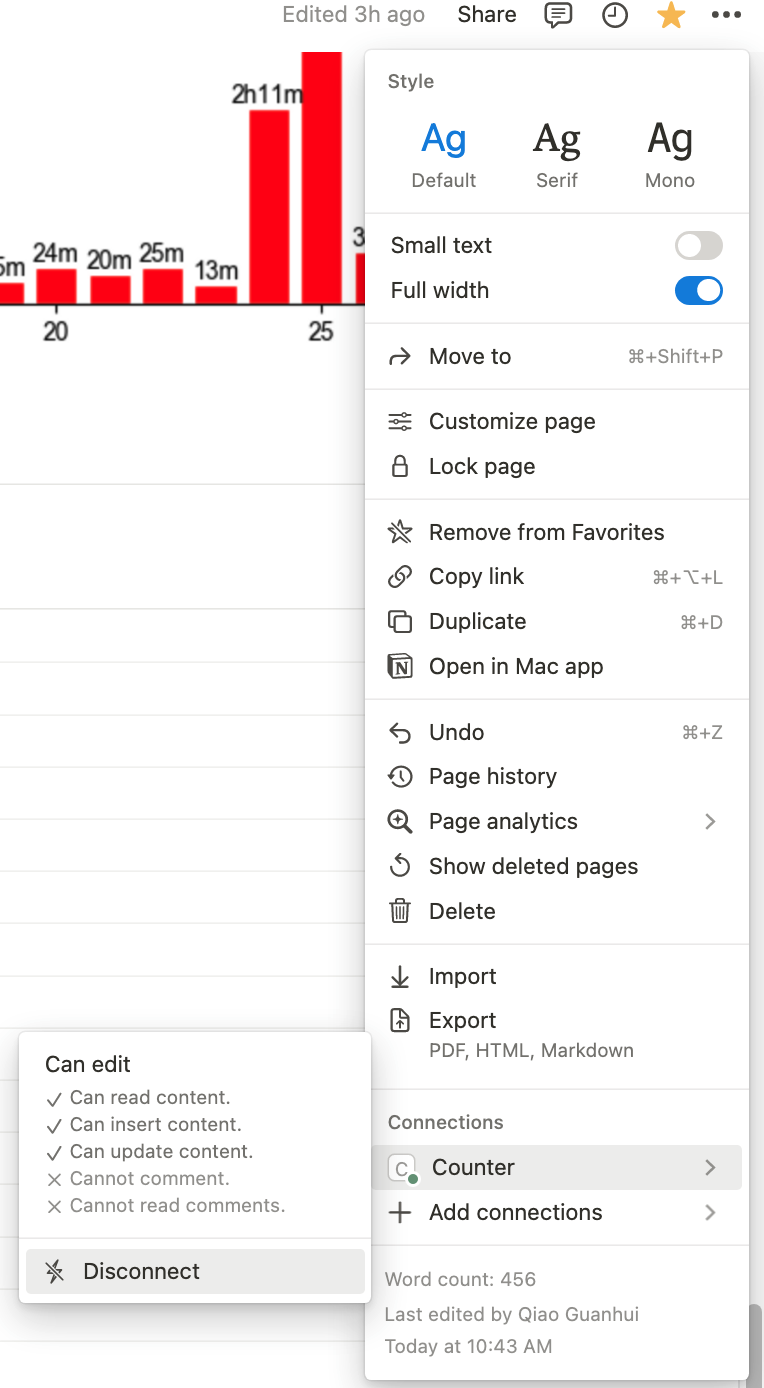 Edited 3h ago Share
Style
Ag Ag Ag
Default Serif Mono
Small text
Full width
Move to ⌘+Shift+P
Customize page
Lock page
Remove from Favorites
Copy link ⌘+⌥+L
Duplicate ⌘+D
Open in Mac app
Undo ⌘+Z
Page history
Page analytics
Show deleted pages
Delete
Import
Export
PDF, HTML, Markdown
Connections
C Counter
Add connections
Word count: 456
Last edited by Qiao Guanhui
Today at 10:43 AM
2h11m
5m 24m 20m 25m 13m 3
20 25
Can edit
Can read content.
Can insert content.
Can update content.
Cannot comment.
Cannot read comments.
Disconnect